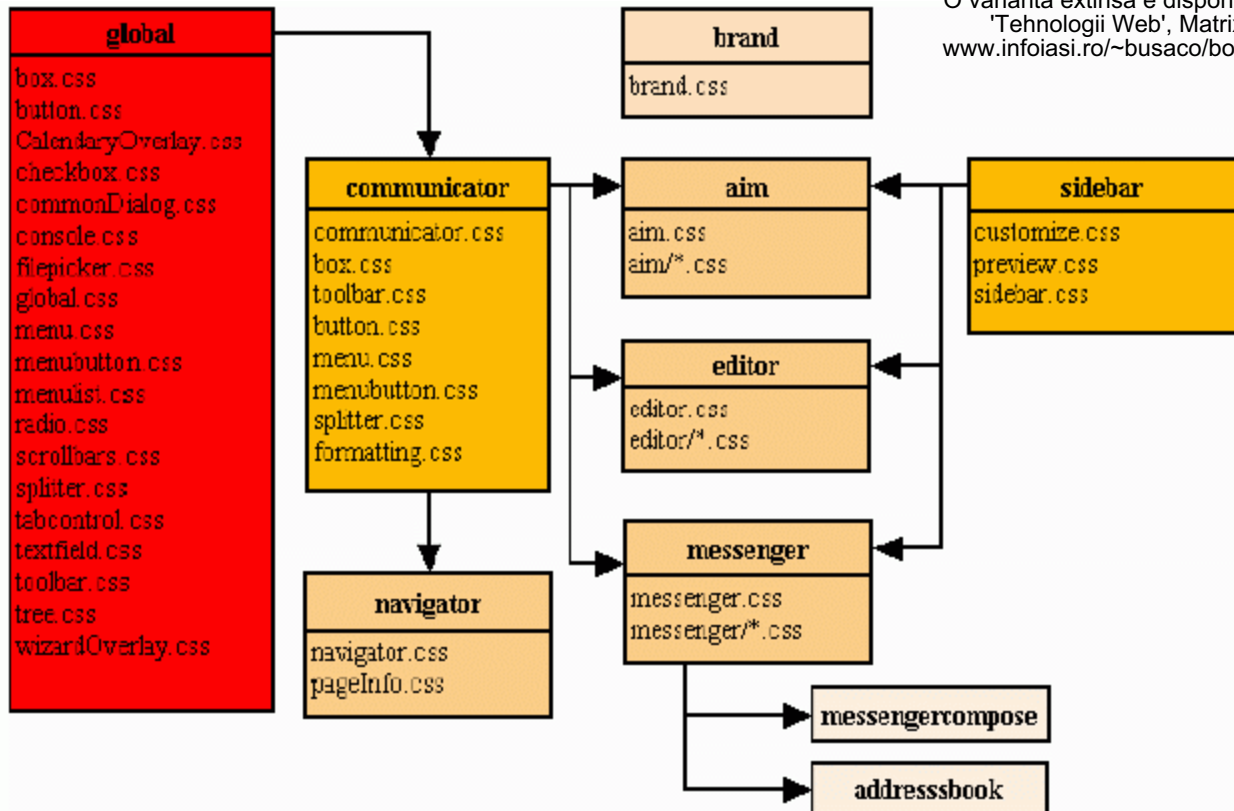 O varianta extinsa e dispon
'Tehnologii Web', Matrix
www.infoiasi.ro/~busaco/bo
global
box.css
button.css
CalendaryOverlay.css
checkbox.css
commonDialog.css
console.css
filepicker.css
global.css
menu.css
menubutton.css
menulist.css
radio.css
scrollbars.css
splitter.css
tabcontrol.css
textfield.css
toolbar.css
tree.css
wizardOverlay.css
communicator
communicator.css
box.css
toolbar.css
button.css
menu.css
menubutton.css
splitter.css
formatting.css
navigator
navigator.css
pageInfo.css
brand
brand.css
aim
aim.css
aim/*.css
editor
editor.css
editor/*.css
messenger
messenger.css
messenger/*.css
messengercompose
addresssbook
sidebar
customize.css
preview.css
sidebar.css